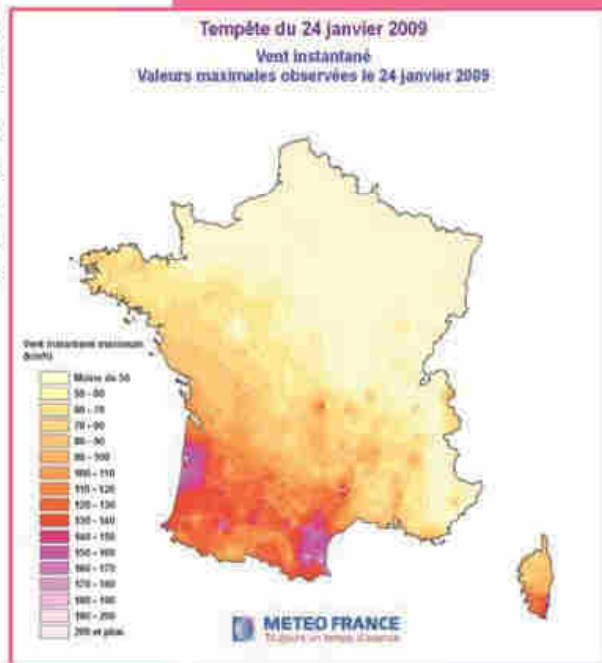 Tempête du 24 janvier 2009
Vent instantané
Valeurs maximales observées le 24 janvier 2009
Vent instantané maximum
(km/h)
Moins de 50
50 - 60
60 - 70
70 - 80
80 - 90
90 - 100
100 - 110
110 - 120
120 - 130
130 - 140
140 - 150
150 - 160
160 - 170
170 - 180
180 - 190
190 - 200
200 et plus
METEO FRANCE
Toujours un temps d'avance